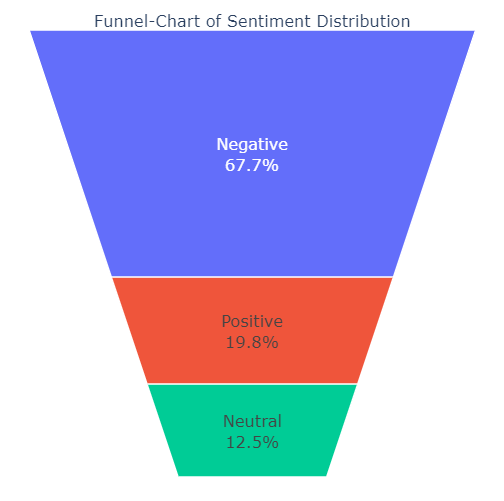 Funnel-Chart of Sentiment Distribution
Negative
67.7%
Positive
19.8%
Neutral
12.5%